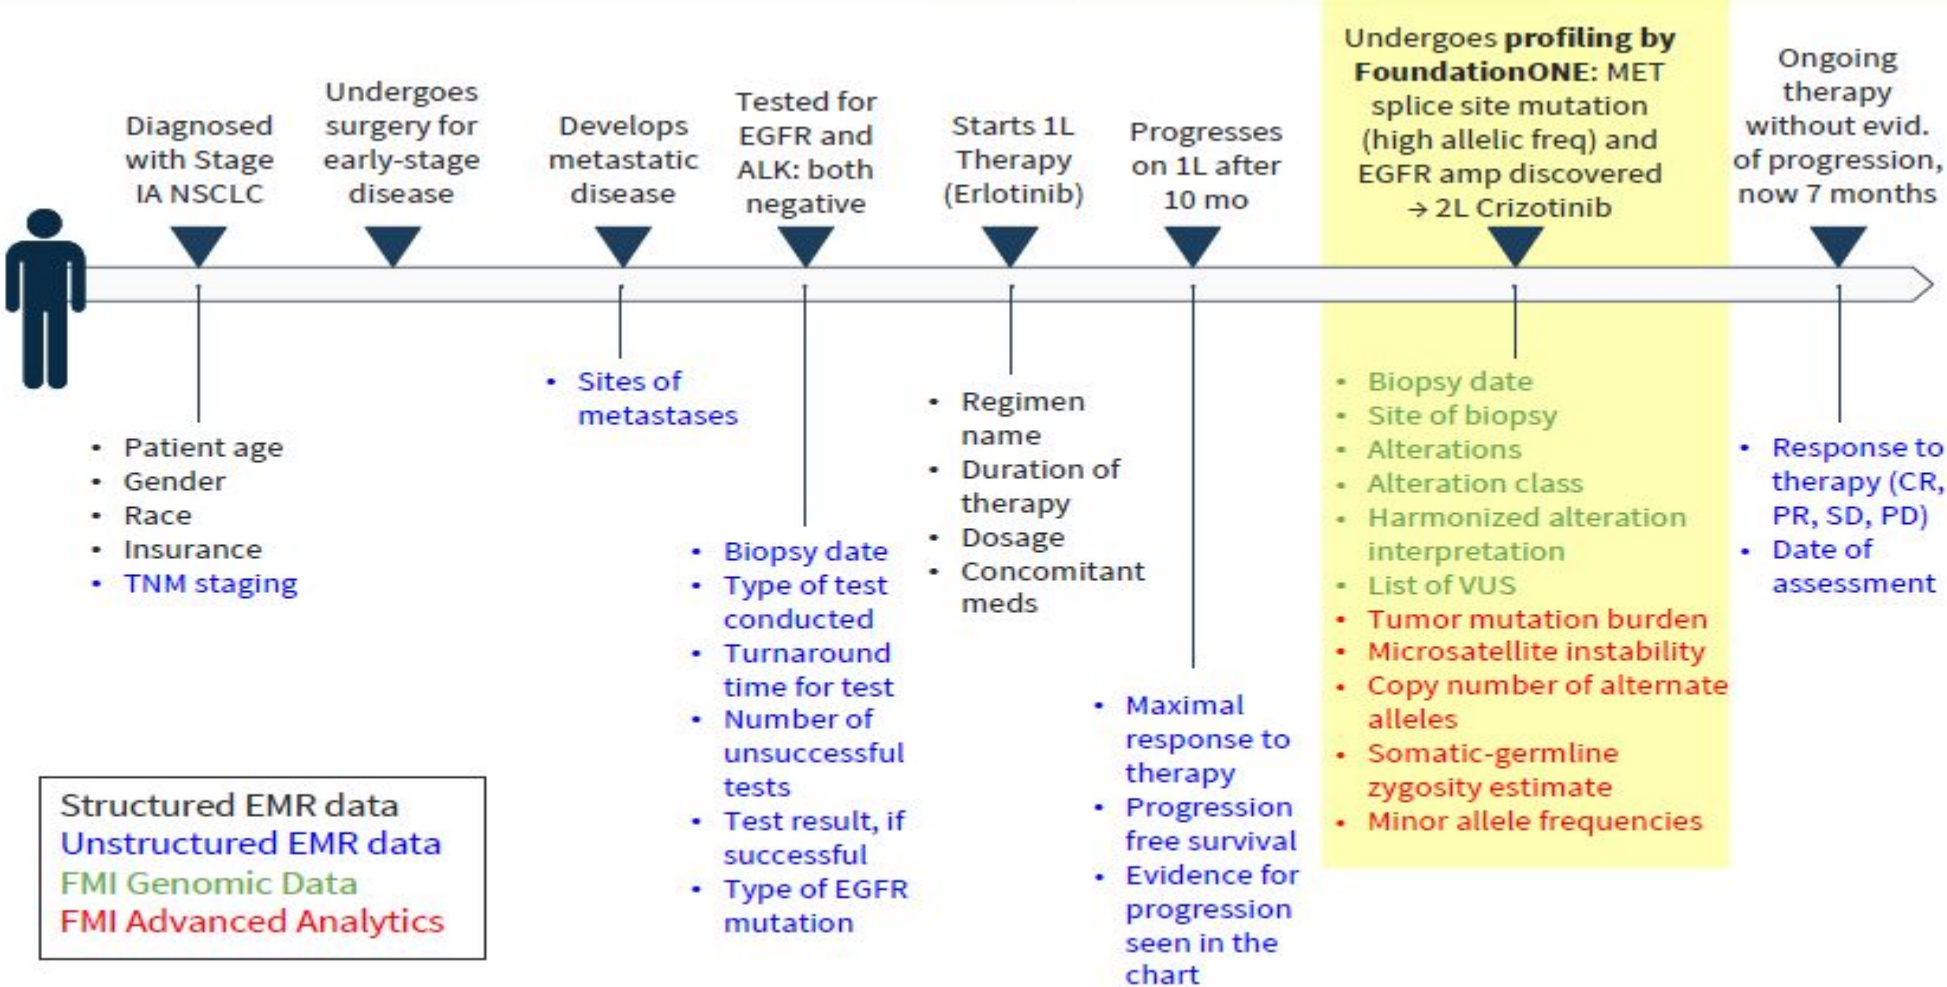 Diagnosed
with Stage
IA NSCLC
Undergoes
surgery for
early-stage
disease
Develops
metastatic
disease
Tested for
EGFR and
ALK: both
negative
Starts 1L
Therapy
(Erlotinib)
Progresses
on 1L after
10 mo
Undergoes profiling by
FoundationONE: MET
splice site mutation
(high allelic freq) and
EGFR amp discovered
→ 2L Crizotinib
Ongoing
therapy
without evid.
of progression,
now 7 months
• Patient age
• Gender
• Race
• Insurance
• TNM staging
• Sites of
metastases
• Biopsy date
• Type of test
conducted
• Turnaround
time for test
• Number of
unsuccessful
tests
• Test result, if
successful
• Type of EGFR
mutation
• Regimen
name
• Duration of
therapy
• Dosage
• Concomitant
meds
• Maximal
response to
therapy
• Progression
free survival
• Evidence for
progression
seen in the
chart
• Biopsy date
• Site of biopsy
• Alterations
• Alteration class
• Harmonized alteration
interpretation
• List of VUS
• Tumor mutation burden
• Microsatellite instability
• Copy number of alternate
alleles
• Somatic-germline
zygosity estimate
• Minor allele frequencies
• Response to
therapy (CR,
PR, SD, PD)
• Date of
assessment
Structured EMR data
Unstructured EMR data
FMI Genomic Data
FMI Advanced Analytics